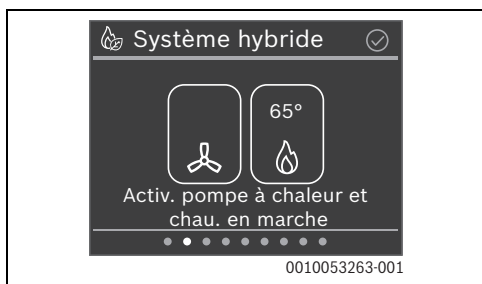 Système hybride
65°
Activ. pompe à chaleur et
chau. en marche
0010053263-001